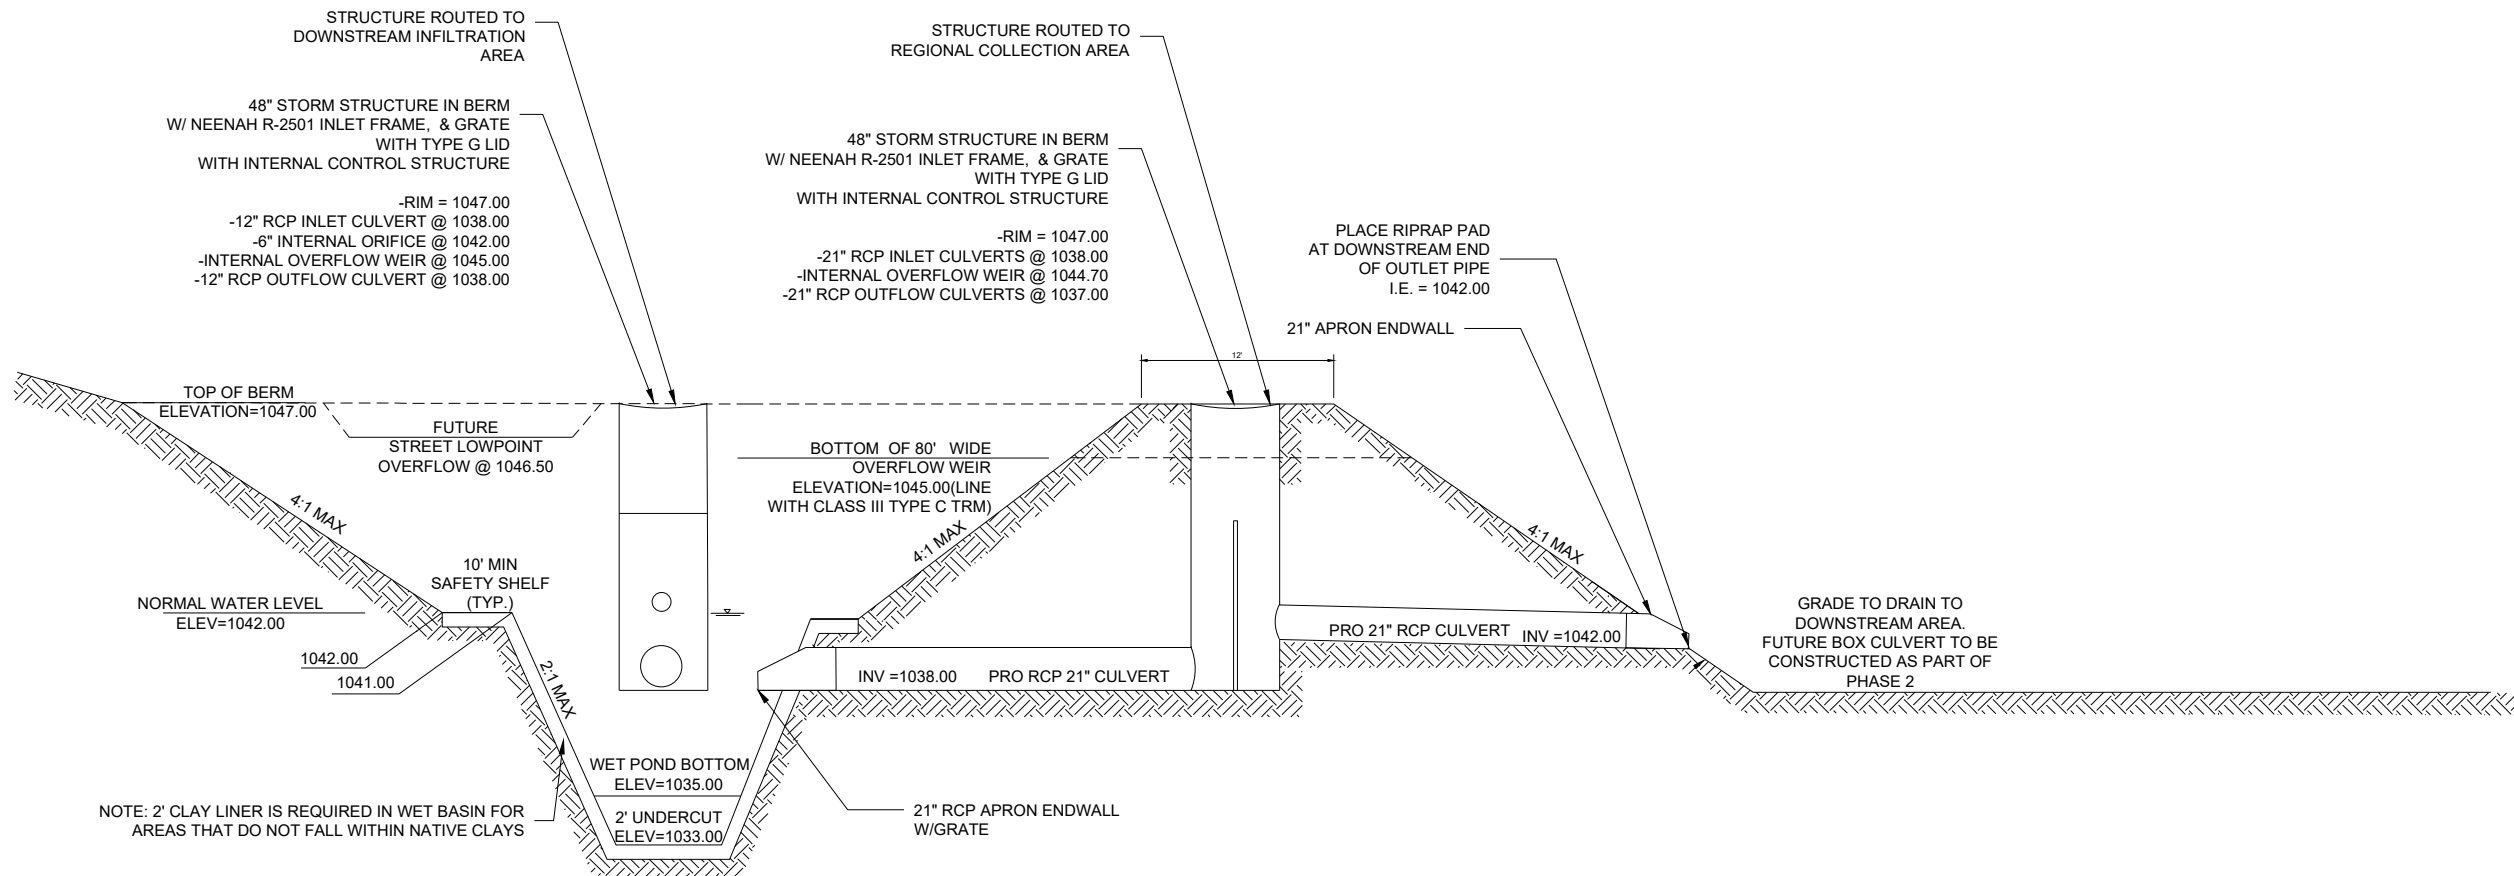 STRUCTURE ROUTED TO
DOWNSTREAM INFILTRATION
AREA
48" STORM STRUCTURE IN BERM
W/ NEENAH R-2501 INLET FRAME, & GRATE
WITH TYPE G LID
WITH INTERNAL CONTROL STRUCTURE
-RIM = 1047.00
-12" RCP INLET CULVERT @ 1038.00
-6" INTERNAL ORIFICE @ 1042.00
-INTERNAL OVERFLOW WEIR @ 1045.00
-12" RCP OUTFLOW CULVERT @ 1038.00
STRUCTURE ROUTED TO
REGIONAL COLLECTION AREA
48" STORM STRUCTURE IN BERM
W/ NEENAH R-2501 INLET FRAME, & GRATE
WITH TYPE G LID
WITH INTERNAL CONTROL STRUCTURE
-RIM = 1047.00
-21" RCP INLET CULVERTS @ 1038.00
-INTERNAL OVERFLOW WEIR @ 1044.70
-21" RCP OUTFLOW CULVERTS @ 1037.00
PLACE RIPRAP PAD
AT DOWNSTREAM END
OF OUTLET PIPE
I.E. = 1042.00
21" APRON ENDWALL
12'
TOP OF BERM
ELEVATION=1047.00
FUTURE
STREET LOWPOINT
OVERFLOW @ 1046.50
BOTTOM OF 80' WIDE
OVERFLOW WEIR
ELEVATION=1045.00(LINE
WITH CLASS III TYPE C TRM)
4:1 MAX
4:1 MAX
4:1 MAX
10' MIN
SAFETY SHELF
(TYP.)
NORMAL WATER LEVEL
ELEV=1042.00
1042.00
1041.00
2:1 MAX
INV =1038.00 PRO RCP 21" CULVERT
PRO 21" RCP CULVERT INV =1042.00
GRADE TO DRAIN TO
DOWNSTREAM AREA.
FUTURE BOX CULVERT TO BE
CONSTRUCTED AS PART OF
PHASE 2
WET POND BOTTOM
ELEV=1035.00
2' UNDERCUT
ELEV=1033.00
NOTE: 2' CLAY LINER IS REQUIRED IN WET BASIN FOR
AREAS THAT DO NOT FALL WITHIN NATIVE CLAYS
21" RCP APRON ENDWALL
W/GRATE